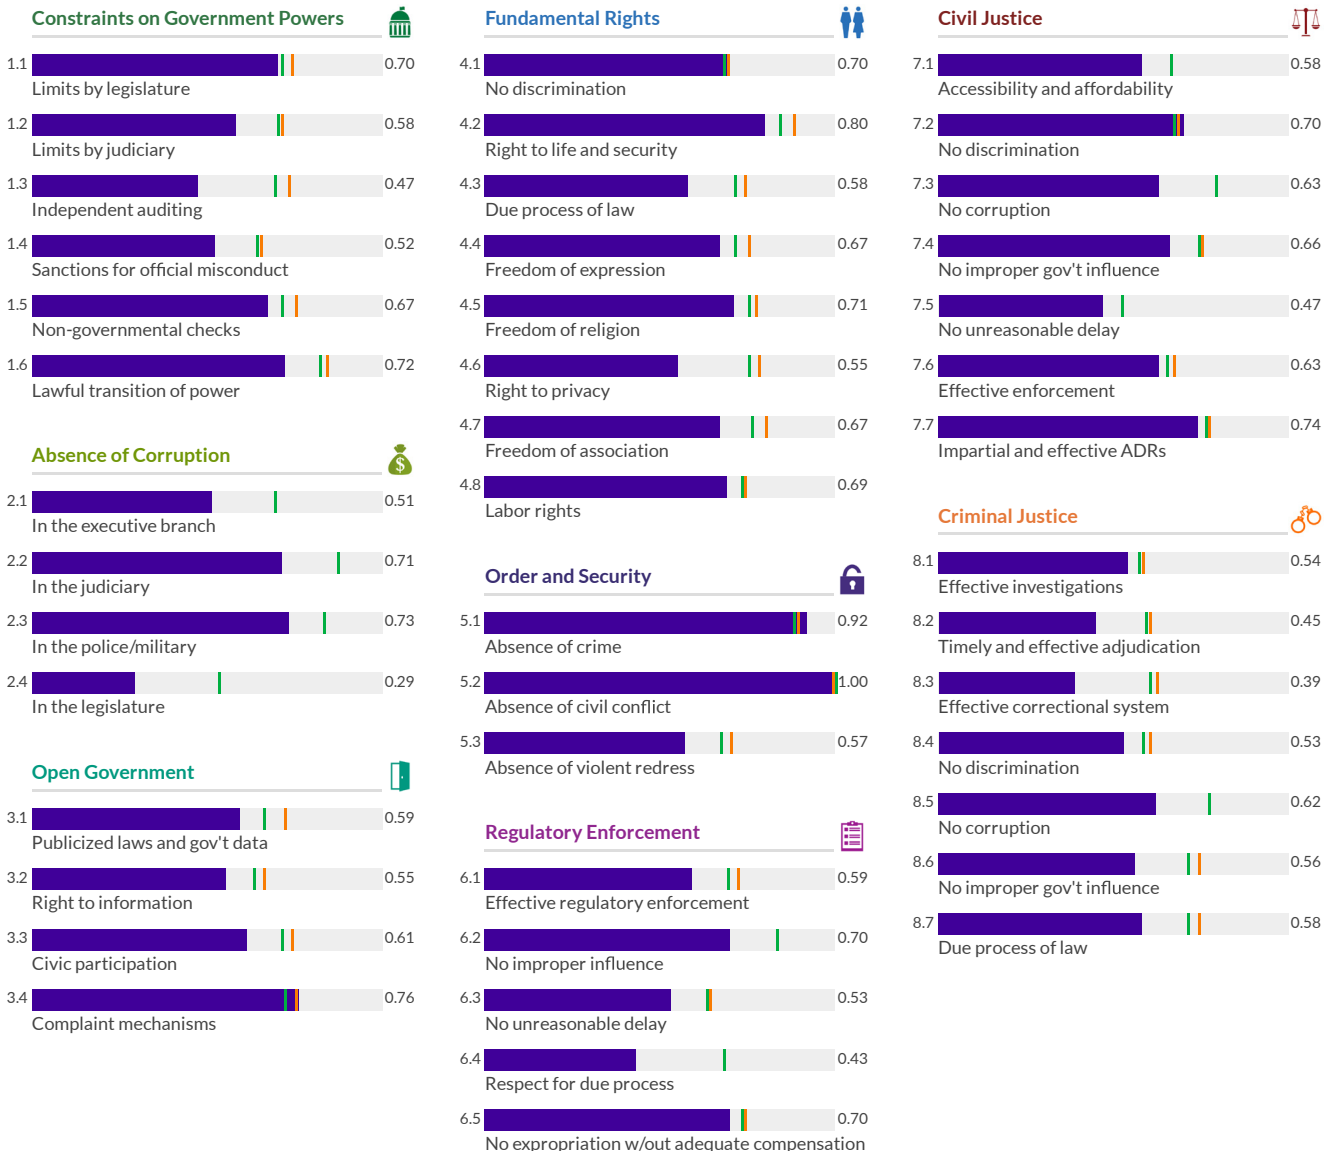 Constraints on Government Powers
1.1 0.70
Limits by legislature
1.2 0.58
Limits by judiciary
1.3 0.47
Independent auditing
1.4 0.52
Sanctions for official misconduct
1.5 0.67
Non-governmental checks
1.6 0.72
Lawful transition of power
Absence of Corruption
$
2.1 0.51
In the executive branch
2.2 0.71
In the judiciary
2.3 0.73
In the police/military
2.4 0.29
In the legislature
Open Government
3.1 0.59
Publicized laws and gov't data
3.2 0.55
Right to information
3.3 0.61
Civic participation
3.4 0.76
Complaint mechanisms
Fundamental Rights
4.1 0.70
No discrimination
4.2 0.80
Right to life and security
4.3 0.58
Due process of law
4.4 0.67
Freedom of expression
4.5 0.71
Freedom of religion
4.6 0.55
Right to privacy
4.7 0.67
Freedom of association
4.8 0.69
Labor rights
Order and Security
5.1 0.92
Absence of crime
5.2 1.00
Absence of civil conflict
5.3 0.57
Absence of violent redress
Regulatory Enforcement
6.1 0.59
Effective regulatory enforcement
6.2 0.70
No improper influence
6.3 0.53
No unreasonable delay
6.4 0.43
Respect for due process
6.5 0.70
No expropriation w/out adequate compensation
Civil Justice
7.1 0.58
Accessibility and affordability
7.2 0.70
No discrimination
7.3 0.63
No corruption
7.4 0.66
No improper gov't influence
7.5 0.47
No unreasonable delay
7.6 0.63
Effective enforcement
7.7 0.74
Impartial and effective ADRs
Criminal Justice
8.1 0.54
Effective investigations
8.2 0.45
Timely and effective adjudication
8.3 0.39
Effective correctional system
8.4 0.53
No discrimination
8.5 0.62
No corruption
8.6 0.56
No improper gov't influence
8.7 0.58
Due process of law